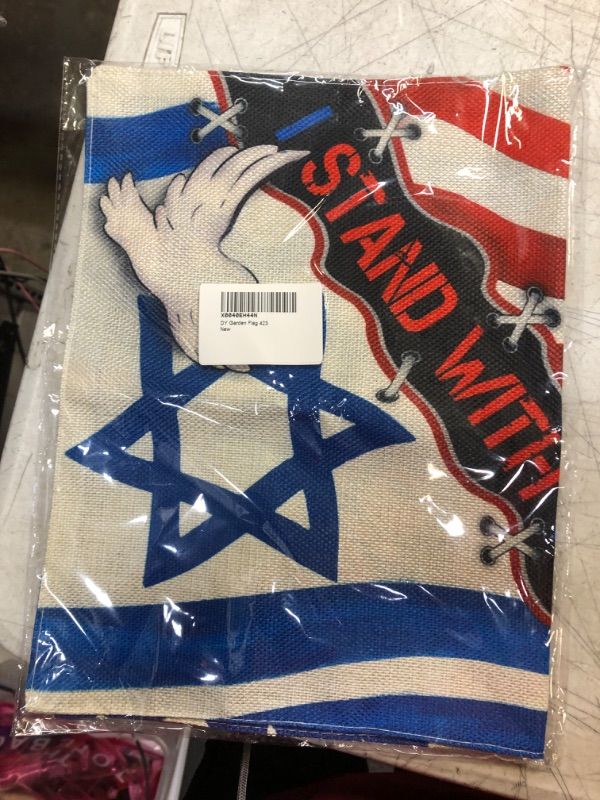 I
STAND WITH
X0040EH44N
DY Garden Flag 423
New